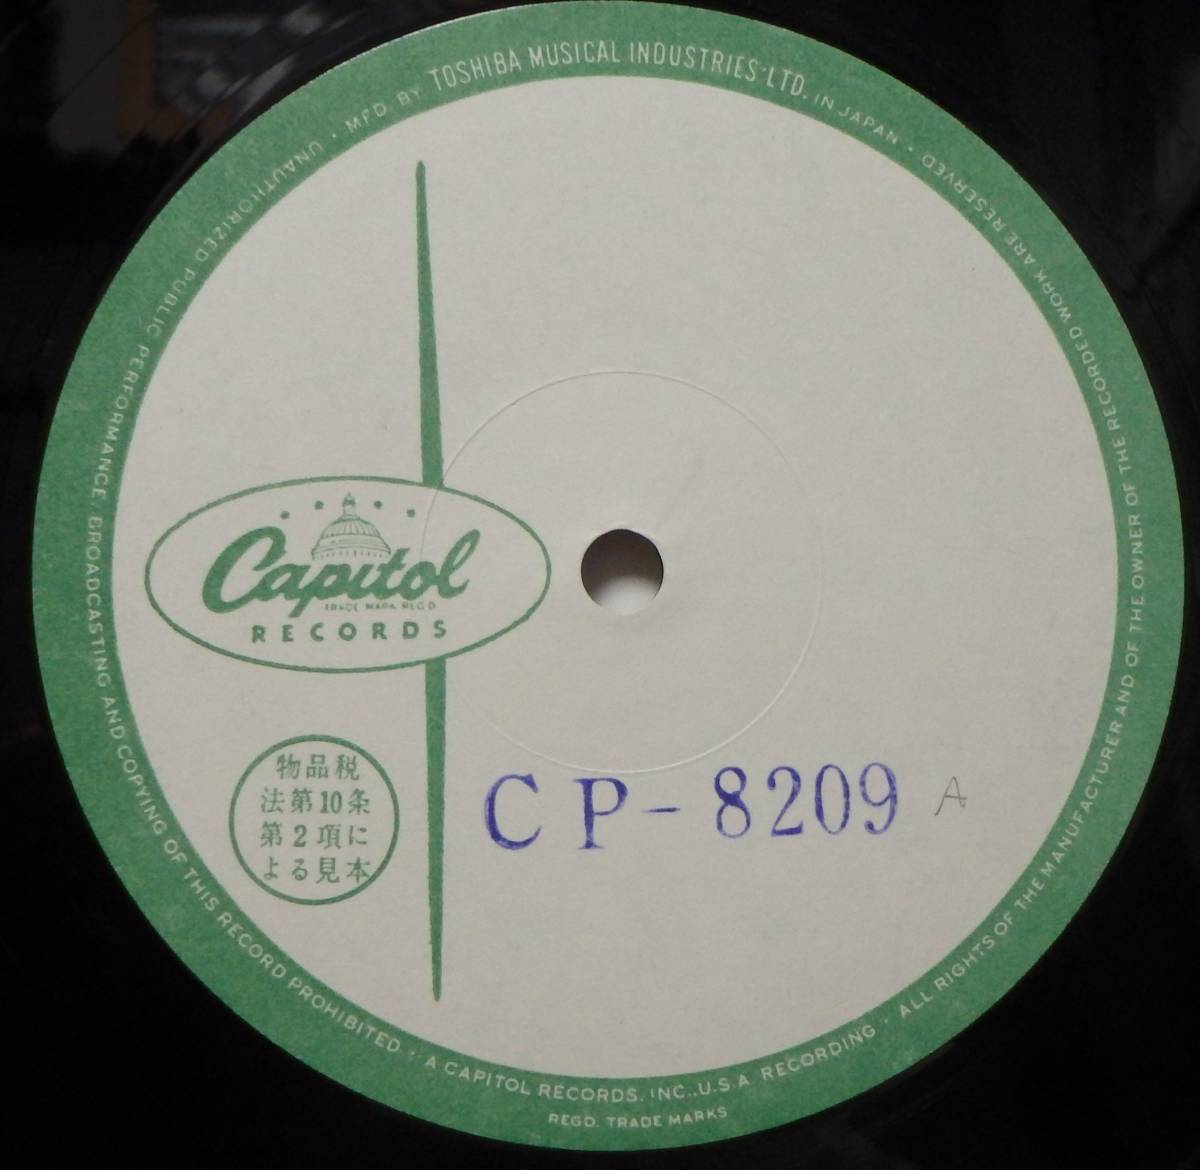 MFD BY TOSHIBA MUSICAL INDUSTRIES LTD. IN JAPAN · ALL RIGHTS OF THE MANUFACTURER AND OF THE OWNER OF THE RECORDED WORK ARE RESERVED
UNAUTHORIZED PUBLIC PERFORMANCE, BROADCASTING AND COPYING OF THIS RECORD PROHIBITED · A CAPITOL RECORDS, INC., U.S.A. RECORDING ·
REGD. TRADE MARKS
Capitol
TRADE MARK REG'D
RECORDS
物品税
法第10条
第2項に
よる見本
CP-8209 A